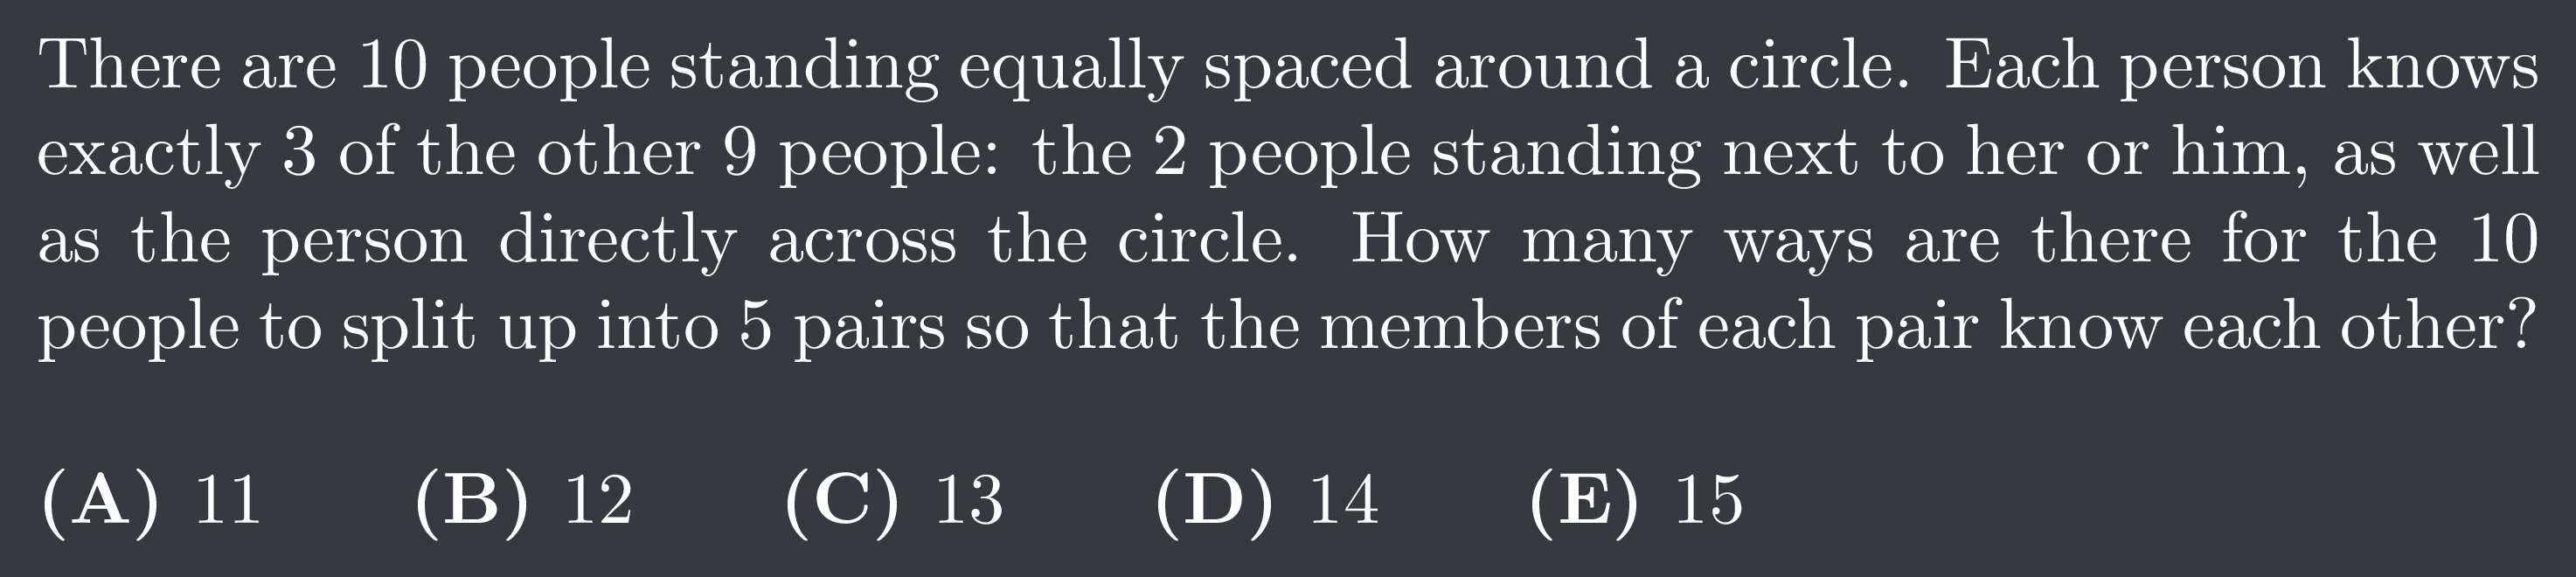 There are 10 people standing equally spaced around a circle. Each person knows
exactly 3 of the other 9 people: the 2 people standing next to her or him, as well
as the person directly across the circle. How many ways are there for the 10
people to split up into 5 pairs so that the members of each pair know each other?
(A) 11 (B) 12 (C) 13 (D) 14 (E) 15